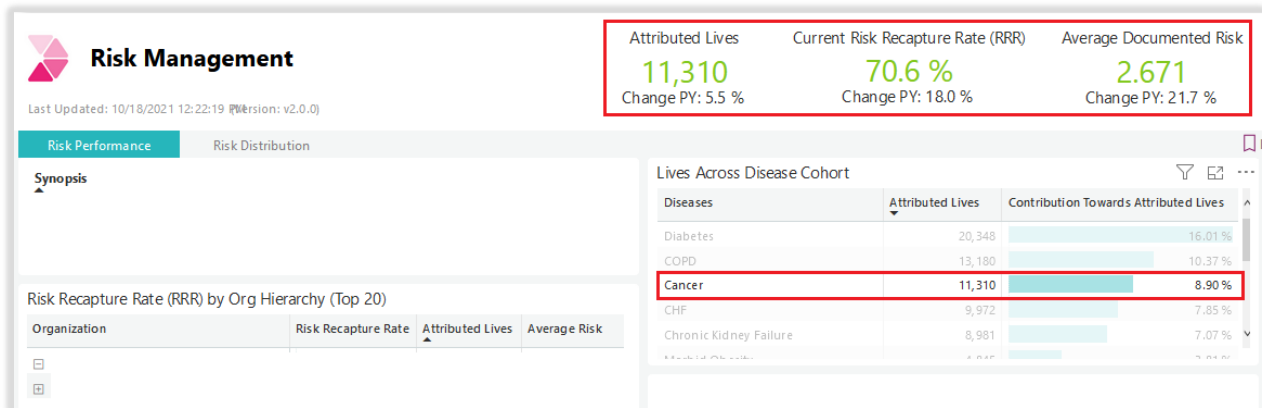 Risk Management
Attributed Lives
11,310
Change PY: 5.5 %
Current Risk Recapture Rate (RRR)
70.6 %
Change PY: 18.0 %
Average Documented Risk
2.671
Change PY: 21.7 %
Last Updated: 10/18/2021 12:22:19 (Version: v2.0.0)
Risk Performance
Risk Distribution
Synopsis
Lives Across Disease Cohort
Diseases Attributed Lives Contribution Towards Attributed Lives
Diabetes 20,348 16.01 %
COPD 13,180 10.37 %
Cancer 11,310 8.90 %
CHF 9,972 7.85 %
Chronic Kidney Failure 8,981 7.07 %
Morbid Obesity
Risk Recapture Rate (RRR) by Org Hierarchy (Top 20)
Organization Risk Recapture Rate Attributed Lives Average Risk